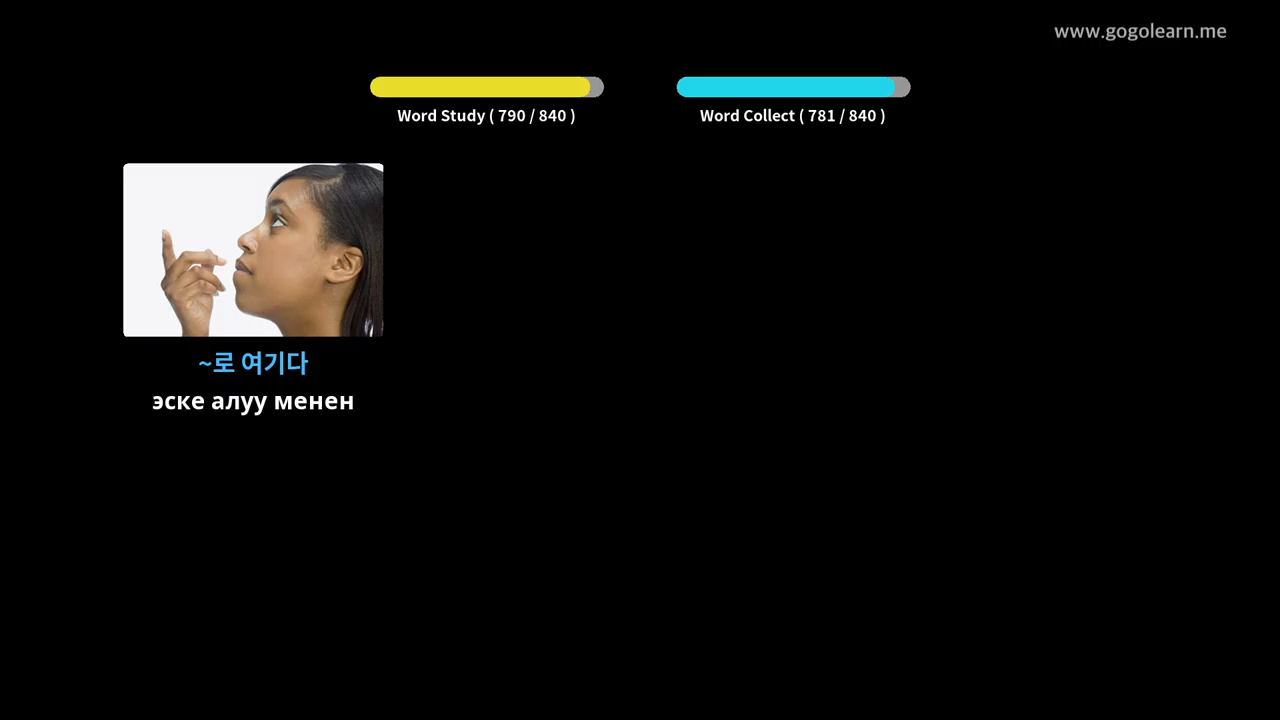 www.gogolearn.me
Word Study ( 790 / 840 )
Word Collect ( 781 / 840 )
~로 여기다
эске алуу менен